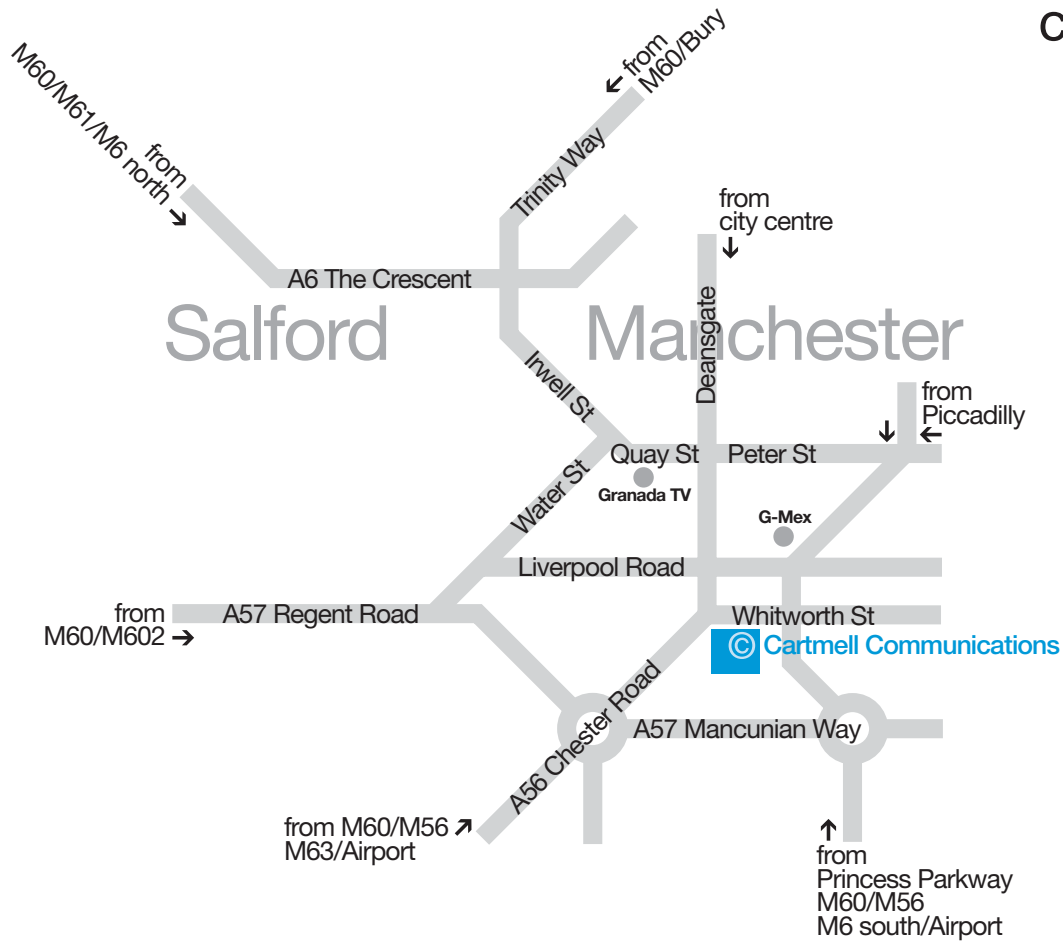 c
M60/M61/M6 north
from
from
M60/Bury
Trinity Way
from
city centre
A6 The Crescent
Salford
Manchester
Deansgate
Irwell St
from
Piccadilly
Quay St
Peter St
Granada TV
Water St
G-Mex
Liverpool Road
from
M60/M602
A57 Regent Road
Whitworth St
© Cartmell Communications
A56 Chester Road
A57 Mancunian Way
from M60/M56
M63/Airport
from
Princess Parkway
M60/M56
M6 south/Airport